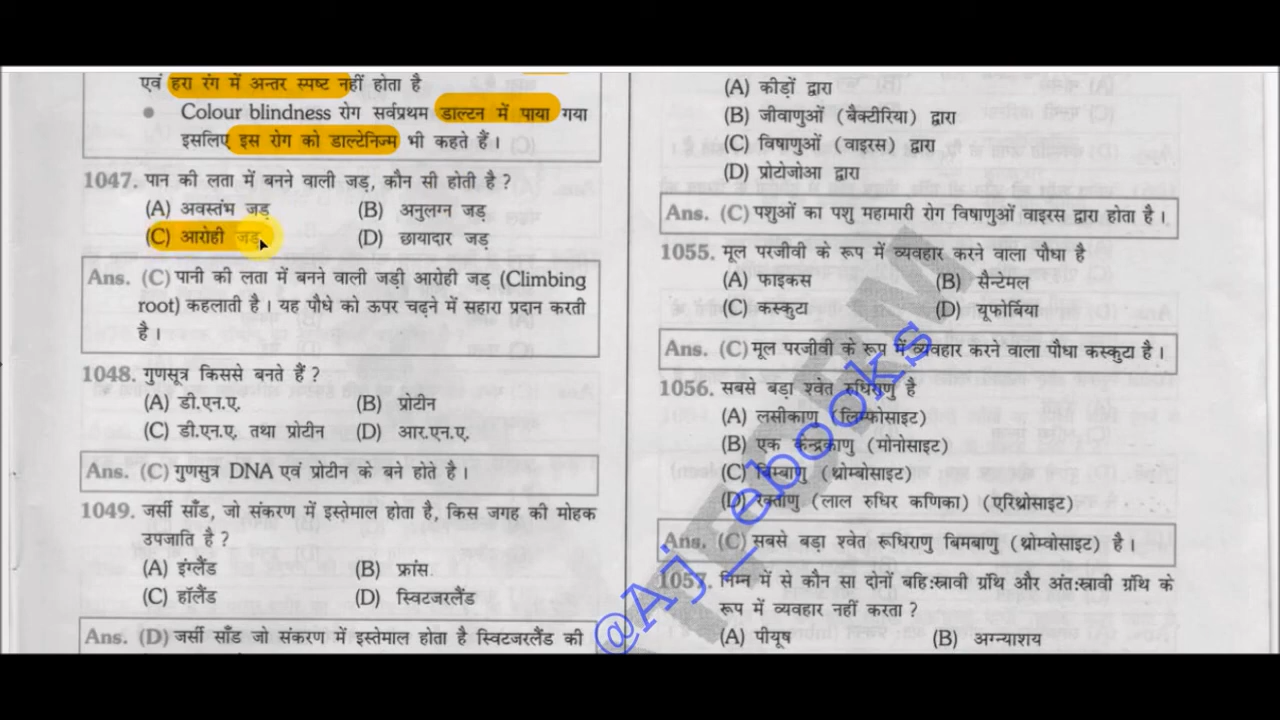 एवं हरा रंग में अन्तर स्पष्ट नहीं होता है
• Colour blindness रोग सर्वप्रथम डाल्टन में पाया गया
इसलिए इस रोग को डाल्टेनिज्म भी कहते हैं।
1047. पान की लता में बनने वाली जड़, कौन सी होती है ?
(A) अवस्तंभ जड़ (B) अनुलग्न जड़
(C) आरोही जड़ (D) छायादार जड़
Ans. (C) पानी की लता में बनने वाली जड़ी आरोही जड़ (Climbing
root) कहलाती है। यह पौधे को ऊपर चढ़ने में सहारा प्रदान करती
है।
1048. गुणसूत्र किससे बनते हैं ?
(A) डी.एन.ए. (B) प्रोटीन
(C) डी.एन.ए. तथा प्रोटीन (D) आर.एन.ए.
Ans. (C) गुणसुत्र DNA एवं प्रोटीन के बने होते है।
1049. जर्सी साँड, जो संकरण में इस्तेमाल होता है, किस जगह की मोहक
उपजाति है ?
(A) इंग्लैंड (B) फ्रांस
(C) हॉलैंड (D) स्विटजरलैंड
Ans. (D) जर्सी साँड जो संकरण में इस्तेमाल होता है स्विटजरलैंड की
(A) कीड़ों द्वारा
(B) जीवाणुओं (बैक्टीरिया) द्वारा
(C) विषाणुओं (वाइरस) द्वारा
(D) प्रोटोजोआ द्वारा
Ans. (C) पशुओं का पशु महामारी रोग विषाणुओं वाइरस द्वारा होता है।
1055. मूल परजीवी के रूप में व्यवहार करने वाला पौधा है
(A) फाइकस (B) सैन्टेमल
(C) कस्कुटा (D) यूफोर्बिया
Ans. (C) मूल परजीवी के रूप में व्यवहार करने वाला पौधा कस्कुटा है।
1056. सबसे बड़ा श्वेत रुधिराणु है
(A) लसीकाणु (लिम्फोसाइट)
(B) एक केन्द्रकाणु (मोनोसाइट)
(C) बिम्बाणु (थ्रोम्बोसाइट)
(D) रक्ताणु (लाल रुधिर कणिका) (एरिथ्रोसाइट)
Ans. (C) सबसे बड़ा श्वेत रूधिराणु बिमबाणु (थ्रोम्वोसाइट) है।
1057. निम्न में से कौन सा दोनों बहि:स्त्रावी ग्रंथि और अंत:स्त्रावी ग्रंथि के
रूप में व्यवहार नहीं करता ?
(A) पीयूष (B) अग्न्याशय
@Aj_ebooks